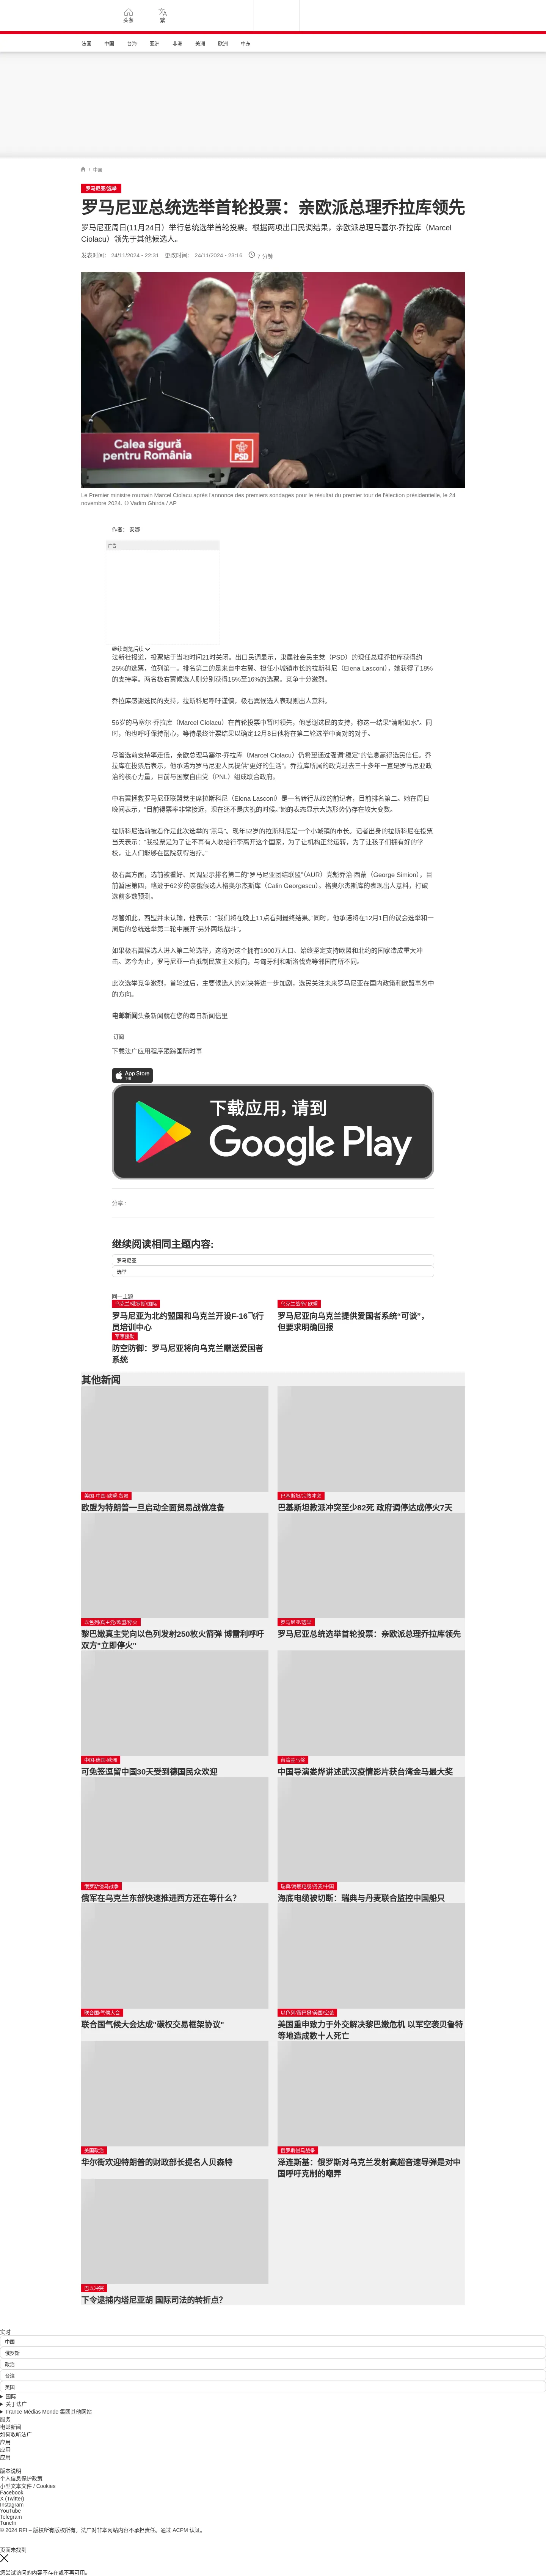 头条
繁
法国
中国
台海
亚洲
非洲
美洲
欧洲
中东
/ 主圆
罗马尼亚/选举
罗马尼亚总统选举首轮投票：亲欧派总理乔拉库领先
罗马尼亚周日(11月24日）举行总统选举首轮投票。根据两项出口民调结果，亲欧派总理马塞尔·乔拉库（Marcel
Ciolacu）领先于其他候选人。
发表时间： 24/11/2024 - 22:31 更改时间： 24/11/2024 - 23:16 7 分钟
Calea sigură
pentru România
PSD
Le Premier ministre roumain Marcel Ciolacu après l'annonce des premiers sondages pour le résultat du premier tour de l'élection présidentielle, le 24
novembre 2024. © Vadim Ghirda / AP
作者： 安娜
广告
继续浏览后续
法新社报道，投票站于当地时间21时关闭。出口民调显示，隶属社会民主党（PSD）的现任总理乔拉库获得约
25%的选票，位列第一。排名第二的是来自中右翼、担任小城镇市长的拉斯科尼（Elena Lasconi），她获得了18%
的支持率。两名极右翼候选人则分别获得15%至16%的选票。竞争十分激烈。
乔拉库感谢选民的支持，拉斯科尼呼吁谨慎，极右翼候选人表现则出人意料。
56岁的马塞尔·乔拉库（Marcel Ciolacu）在首轮投票中暂时领先，他感谢选民的支持，称这一结果"清晰如水"。同
时，他也呼吁保持耐心，等待最终计票结果以确定12月8日他将在第二轮选举中面对的对手。
尽管选前支持率走低，亲欧总理马塞尔·乔拉库（Marcel Ciolacu）仍希望通过强调"稳定"的信息赢得选民信任。乔
拉库在投票后表示，他承诺为罗马尼亚人民提供"更好的生活"。乔拉库所属的政党过去三十多年一直是罗马尼亚政
治的核心力量，目前与国家自由党（PNL）组成联合政府。
中右翼拯救罗马尼亚联盟党主席拉斯科尼（Elena Lasconi）是一名转行从政的前记者，目前排名第二。她在周日
晚间表示，"目前得票率非常接近，现在还不是庆祝的时候。"她的表态显示大选形势仍存在较大变数。
拉斯科尼选前被看作是此次选举的"黑马"。现年52岁的拉斯科尼是一个小城镇的市长。记者出身的拉斯科尼在投票
当天表示："我投票是为了让不再有人收拾行李离开这个国家，为了让机构正常运转，为了让孩子们拥有好的学
校，让人们能够在医院获得治疗。"
极右翼方面，选前被看好、民调显示排名第二的"罗马尼亚团结联盟"（AUR）党魁乔治·西蒙（George Simion），目
前暂居第四，略逊于62岁的亲俄候选人格奥尔杰斯库（Calin Georgescu）。格奥尔杰斯库的表现出人意料，打破
选前多数预测。
尽管如此，西盟并未认输，他表示："我们将在晚上11点看到最终结果。"同时，他承诺将在12月1日的议会选举和一
周后的总统选举第二轮中展开"另外两场战斗"。
如果极右翼候选人进入第二轮选举，这将对这个拥有1900万人口、始终坚定支持欧盟和北约的国家造成重大冲
击。迄今为止，罗马尼亚一直抵制民族主义倾向，与匈牙利和斯洛伐克等邻国有所不同。
此次选举竞争激烈，首轮过后，主要候选人的对决将进一步加剧，选民关注未来罗马尼亚在国内政策和欧盟事务中
的方向。
电邮新闻头条新闻就在您的每日新闻信里
订阅
下载法广应用程序跟踪国际时事
App Store
下载
下载应用，请到
Google Play
分享 :
继续阅读相同主题内容:
罗马尼亚
选举
同一主题
乌克兰/俄罗斯/国际
罗马尼亚为北约盟国和乌克兰开设F-16飞行
员培训中心
乌克兰战争/ 欧盟
罗马尼亚向乌克兰提供爱国者系统"可谈"，
但要求明确回报
军事援助
防空防御：罗马尼亚将向乌克兰赠送爱国者
系统
其他新闻
美国-中国-欧盟·贸易
欧盟为特朗普一旦启动全面贸易战做准备
巴基斯坦/宗教冲突
巴基斯坦教派冲突至少82死 政府调停达成停火7天
以色列/真主党/欧盟/停火
黎巴嫩真主党向以色列发射250枚火箭弹 博雷利呼吁
双方"立即停火"
罗马尼亚/选举
罗马尼亚总统选举首轮投票：亲欧派总理乔拉库领先
中国-德国-欧洲
可免签逗留中国30天受到德国民众欢迎
台湾金马奖
中国导演娄烨讲述武汉疫情影片获台湾金马最大奖
俄罗斯侵乌战争
俄军在乌克兰东部快速推进西方还在等什么？
瑞典/海底电缆/丹麦/中国
海底电缆被切断：瑞典与丹麦联合监控中国船只
联合国/气候大会
联合国气候大会达成"碳权交易框架协议"
以色列/黎巴嫩/美国/空袭
美国重申致力于外交解决黎巴嫩危机 以军空袭贝鲁特
等地造成数十人死亡
美国政治
华尔街欢迎特朗普的财政部长提名人贝森特
俄罗斯侵乌战争
泽连斯基：俄罗斯对乌克兰发射高超音速导弹是对中
国呼吁克制的嘲弄
巴以冲突
下令逮捕内塔尼亚胡 国际司法的转折点？
实时
中国
俄罗斯
政治
台湾
美国
国际
关于法广
France Médias Monde 集团其他网站
服务
电邮新闻
如何收听法广
应用
应用
应用
版本说明
个人信息保护政策
小型文本文件 / Cookies
Facebook
X (Twitter)
Instagram
YouTube
Telegram
TuneIn
© 2024 RFI – 版权所有版权所有。法广对非本网站内容不承担责任。通过 ACPM 认证。
页面未找到
您尝试访问的内容不存在或不再可用。